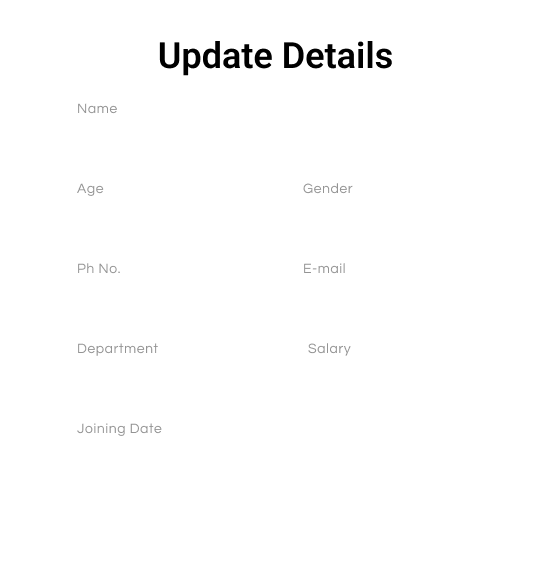 Update Details
Name
Age Gender
Ph No. E-mail
Department Salary
Joining Date